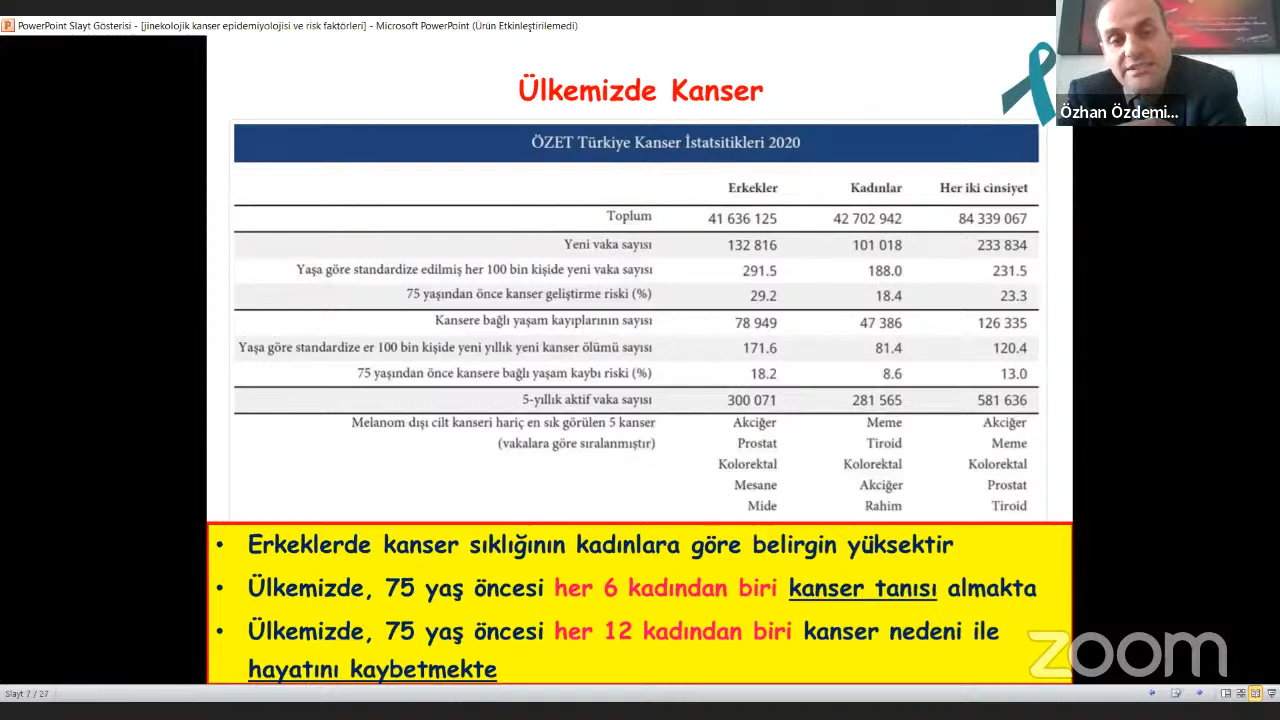 PowerPoint Slayt Gösterisi - [jinekolojik kanser epidemiyolojisi ve risk faktörleri] - Microsoft PowerPoint (Ürün Etkinleştirilemedi)
Özhan Özdemi...
Ülkemizde Kanser
ÖZET Türkiye Kanser İstatsitikleri 2020
Erkekler Kadınlar Her iki cinsiyet
Toplum 41 636 125 42 702 942 84 339 067
Yeni vaka sayısı 132 816 101 018 233 834
Yaşa göre standardize edilmiş her 100 bin kişide yeni vaka sayısı 291.5 188.0 231.5
75 yaşından önce kanser geliştirme riski (%) 29.2 18.4 23.3
Kansere bağlı yaşam kayıplarının sayısı 78 949 47 386 126 335
Yaşa göre standardize er 100 bin kişide yeni yıllık yeni kanser ölümü sayısı 171.6 81.4 120.4
75 yaşından önce kansere bağlı yaşam kaybı riski (%) 18.2 8.6 13.0
5-yıllık aktif vaka sayısı 300 071 281 565 581 636
Melanom dışı cilt kanseri hariç en sık görülen 5 kanser Akciğer Meme Akciğer
(vakalara göre sıralanmıştır) Prostat Tiroid Meme
Kolorektal Kolorektal Kolorektal
Mesane Akciğer Prostat
Mide Rahim Tiroid
• Erkeklerde kanser sıklığının kadınlara göre belirgin yüksektir
• Ülkemizde, 75 yaş öncesi her 6 kadından biri kanser tanısı almakta
• Ülkemizde, 75 yaş öncesi her 12 kadından biri kanser nedeni ile
hayatını kaybetmekte
zoom
Slayt 7 / 27